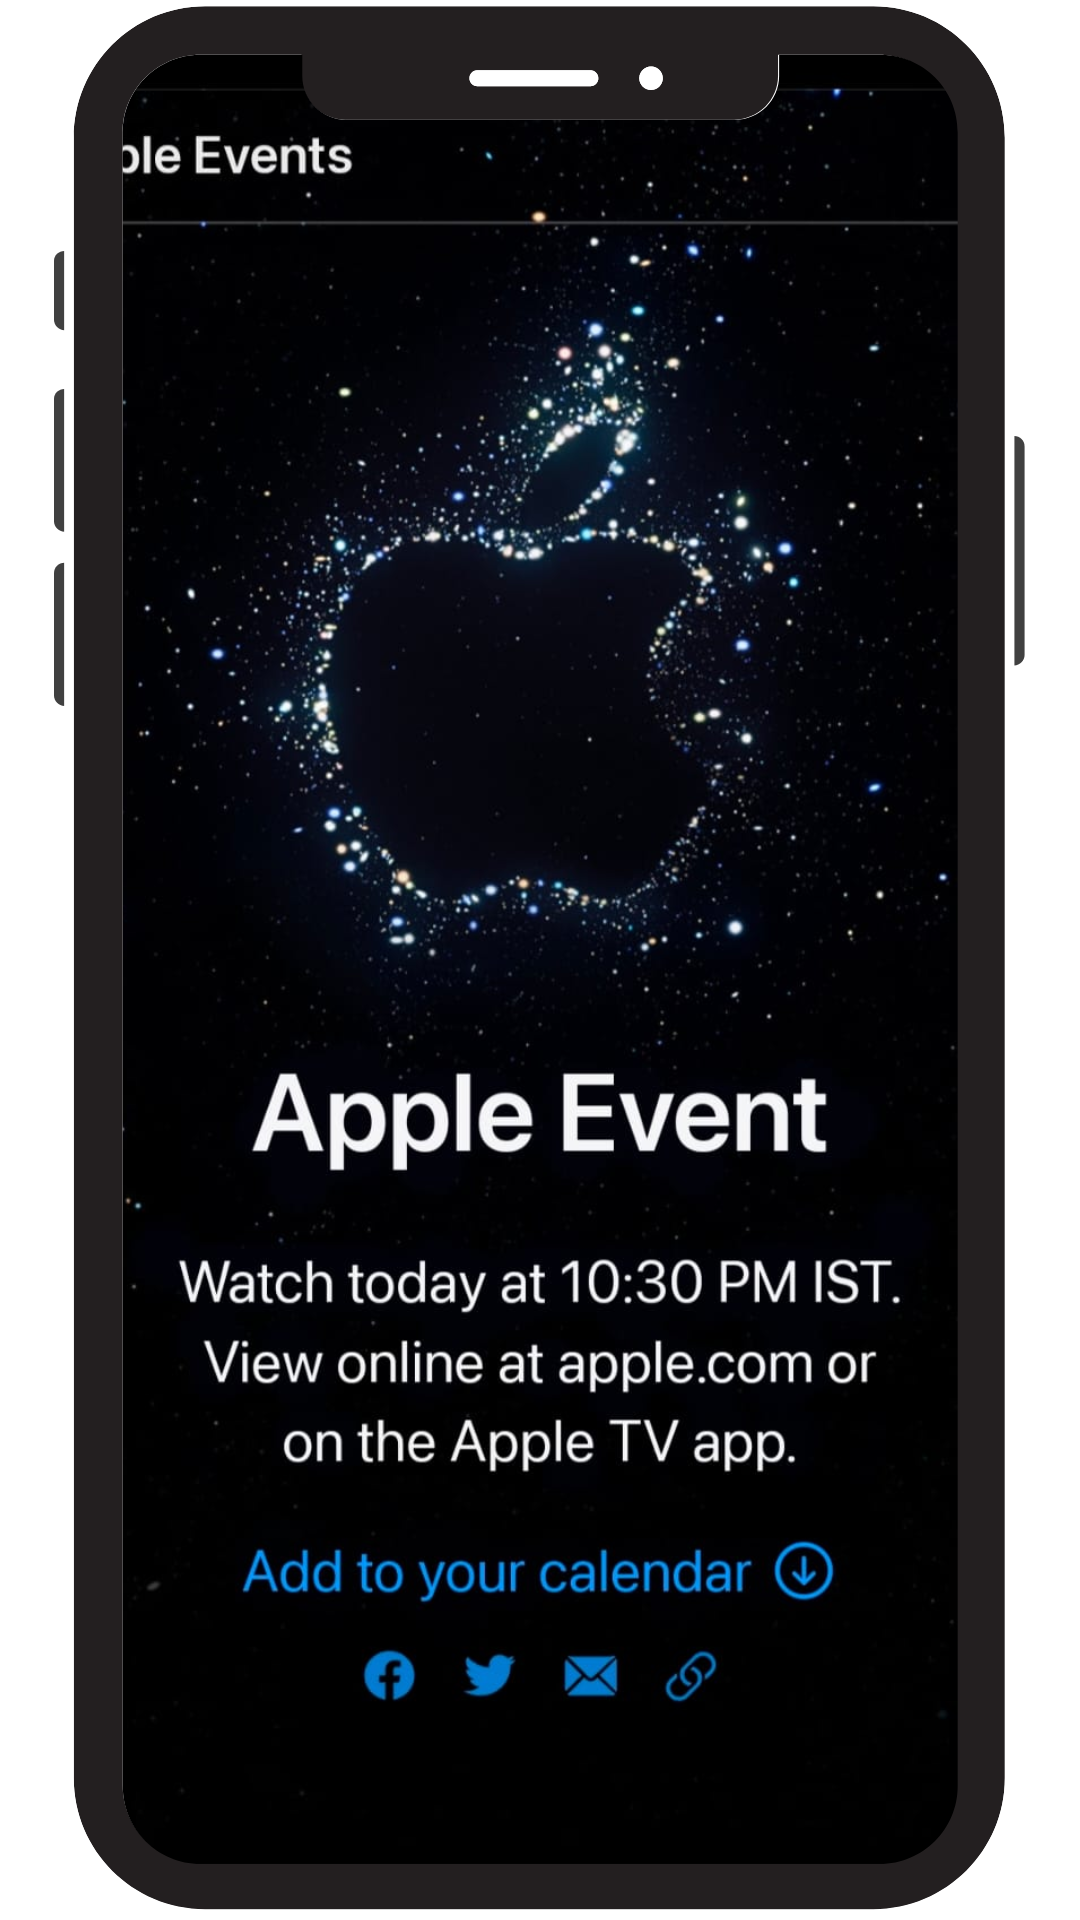 ple Events
Apple Event
Watch today at 10:30 PM IST.
View online at apple.com or
on the Apple TV app.
Add to your calendar